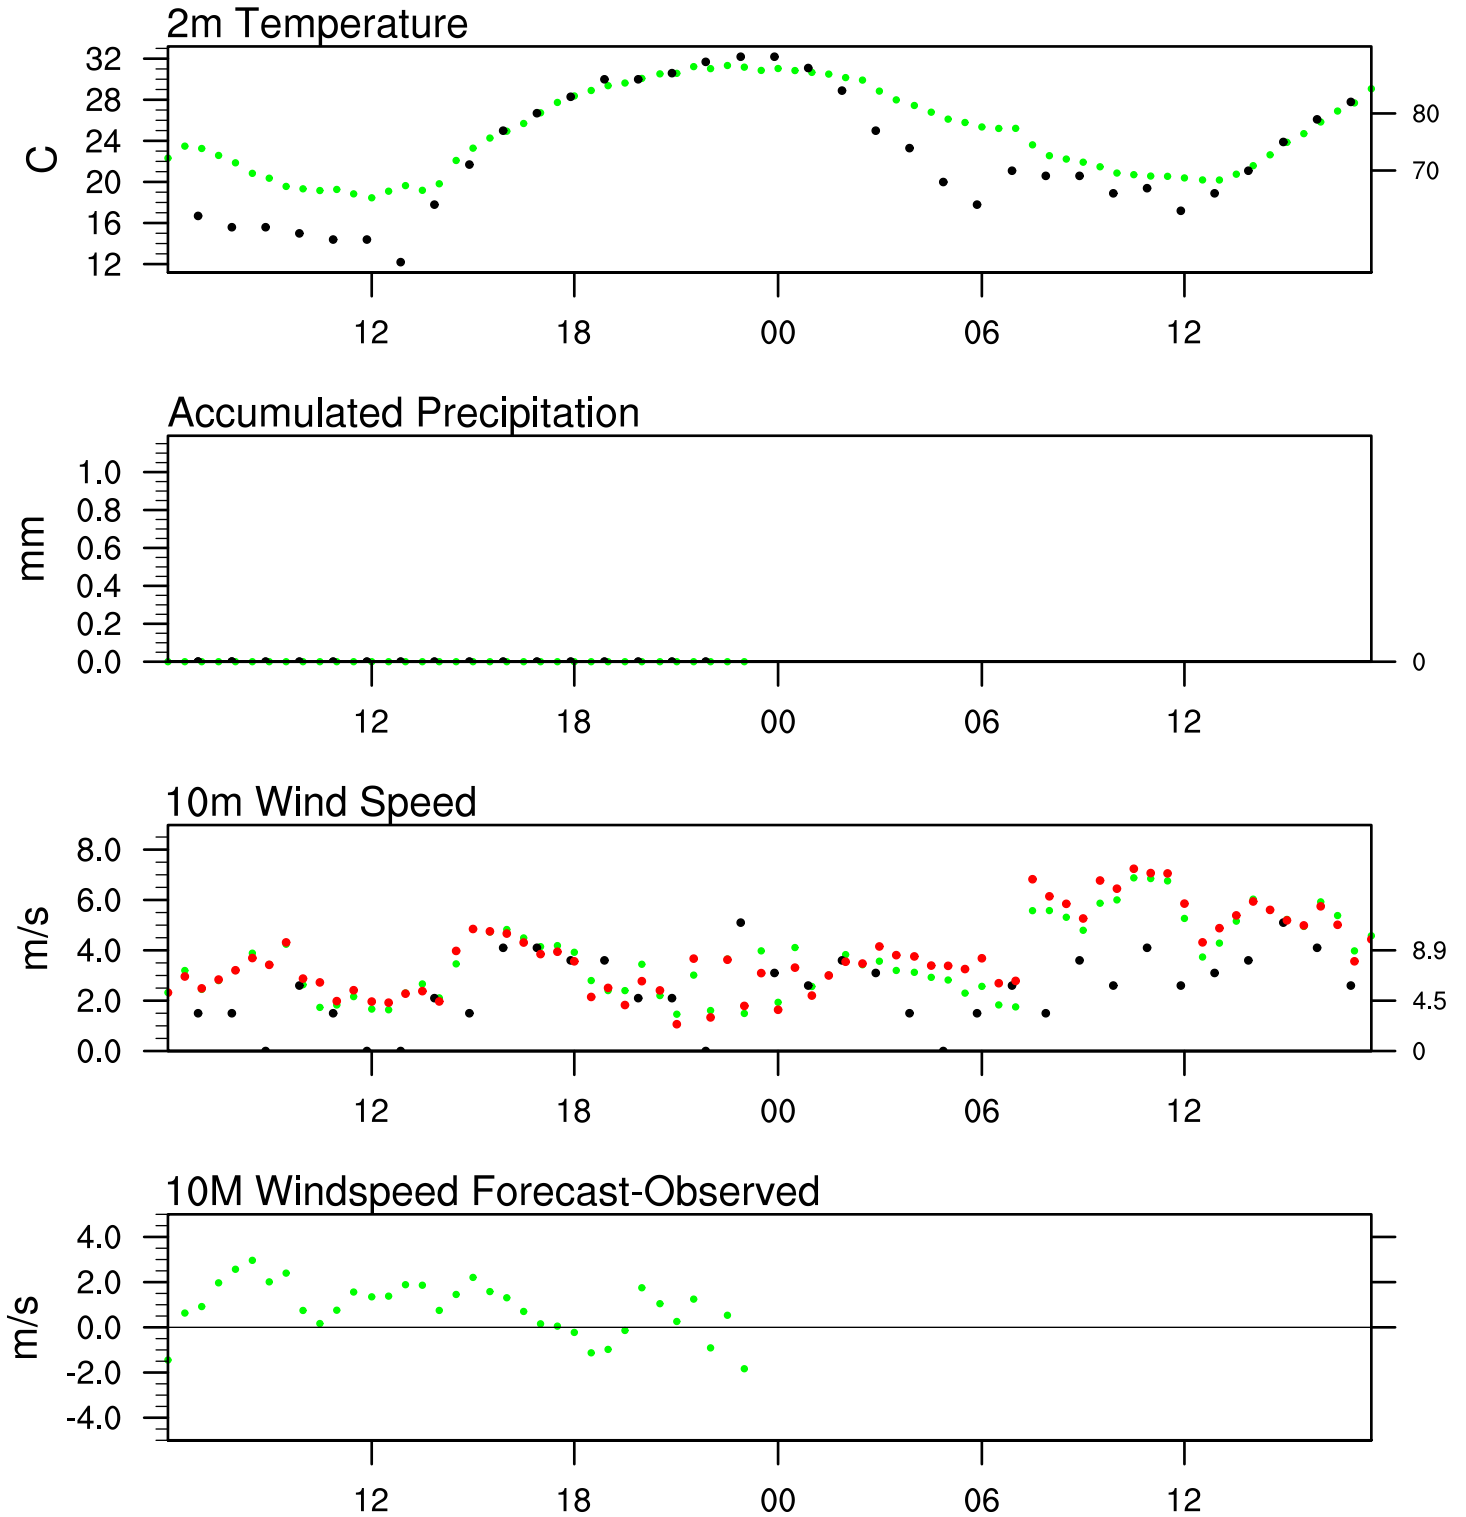 2m Temperature
32
28
24
20
16
12
C
80
70
12 18 00 06 12
Accumulated Precipitation
1.0
0.8
0.6
0.4
0.2
0.0
mm
0
12 18 00 06 12
10m Wind Speed
8.0
6.0
4.0
2.0
0.0
m/s
8.9
4.5
0
12 18 00 06 12
10M Windspeed Forecast-Observed
4.0
2.0
0.0
-2.0
-4.0
m/s
12 18 00 06 12